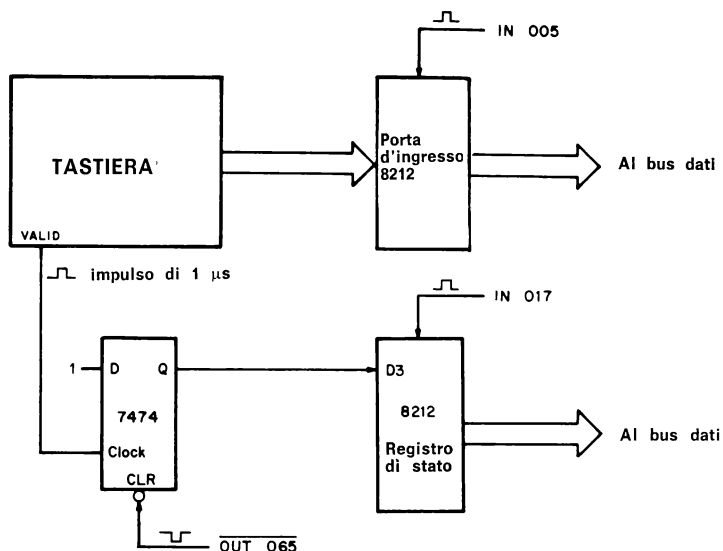 IN 005
TASTIERA
VALID
Porta
d'ingresso
8212
Al bus dati
impulso di 1 μs
IN 017
1
D
Q
7474
Clock
CLR
D3
8212
Registro
di stato
Al bus dati
OUT 065